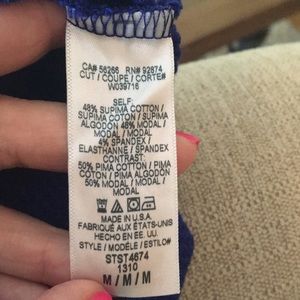 CA# 56266 RN# 92874
CUT / COUPE / CORTE#
W039716
SELF:
48% SUPIMA COTTON /
SUPIMA COTTON / SUPIMA
ALGODON 48% MODAL /
MODAL / MODAL
4% SPANDEX /
ELASTHANNE / SPANDEX
CONTRAST:
50% PIMA COTTON / PIMA
COTON / PIMA ALGODON
50% MODAL / MODAL /
MODAL
MADE IN U.S.A.
FABRIQUÉ AUX ÉTATS-UNIS
HECHO EN EE. UU.
STYLE / MODÈLE / ESTILO#
STST4674
1310
M / M / M